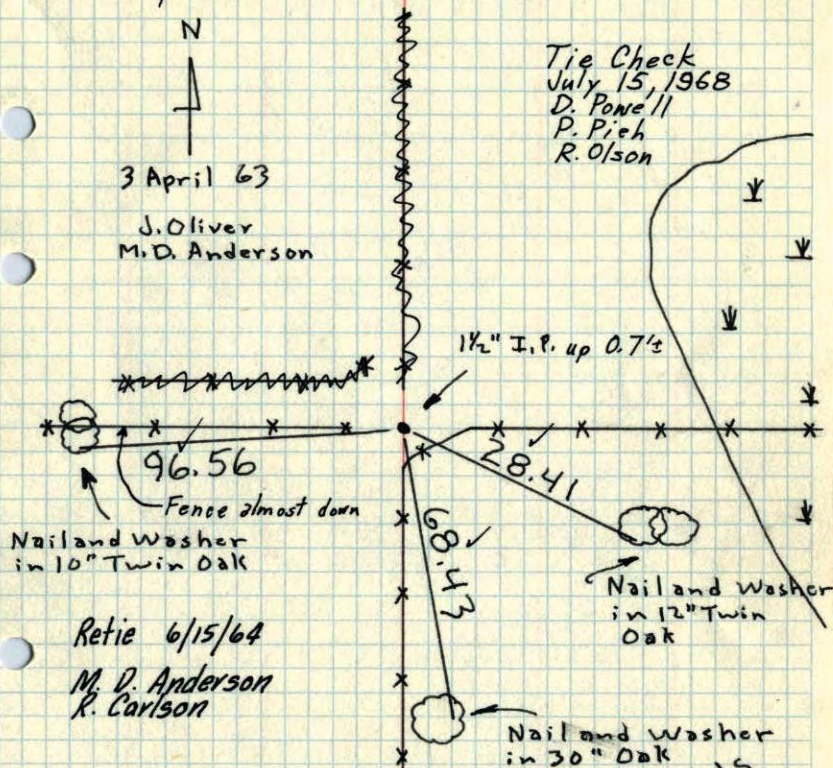 N
3 April 63
J. Oliver
M.D. Anderson
Tie Check
July 15, 1968
D. Powell
P. Pieh
R. Olson
1½" I.P. up 0.7'±
96.56
28.41
68.43
Fence almost down
Nail and Washer
in 10" Twin Oak
Nail and Washer
in 12" Twin
Oak
Retie 6/15/64
M. D. Anderson
R. Carlson
Nail and Washer
in 30" Oak